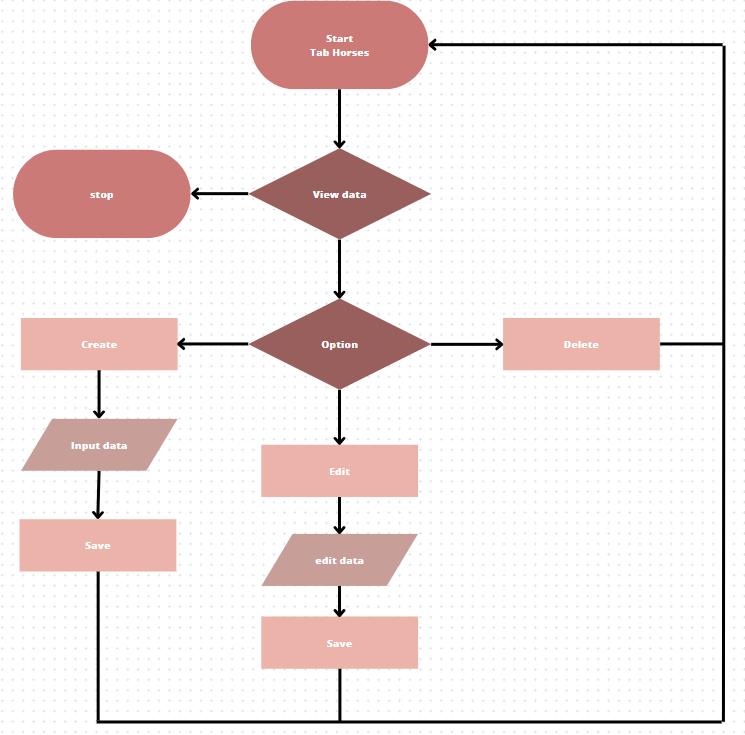 Start
Tab Horses
View data
stop
Option
Create
Delete
Input data
Edit
Save
edit data
Save